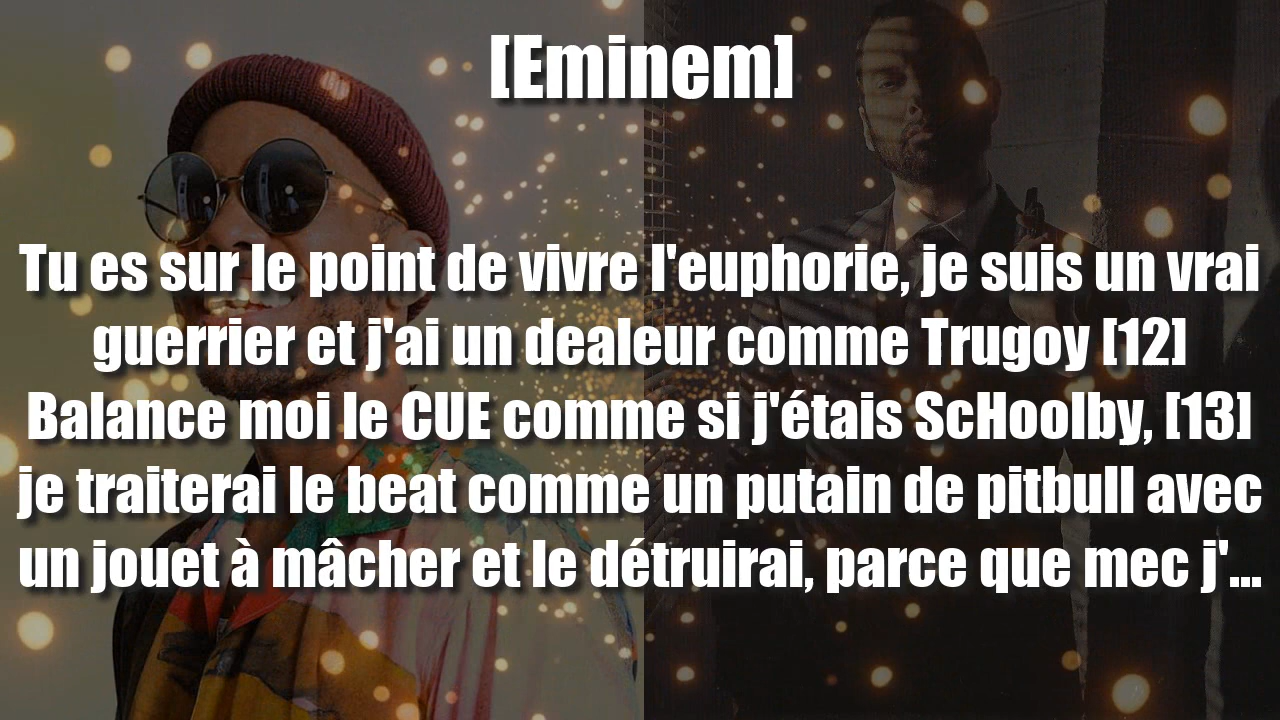 [Eminem]
Tu es sur le point de vivre l'euphorie, je suis un vrai
guerrier et j'ai un dealeur comme Trugoy [12]
Balance moi le CUE comme si j'étais ScHoolby, [13]
je traiterai le beat comme un putain de pitbull avec
un jouet à mâcher et le détruirai, parce que mec j'...